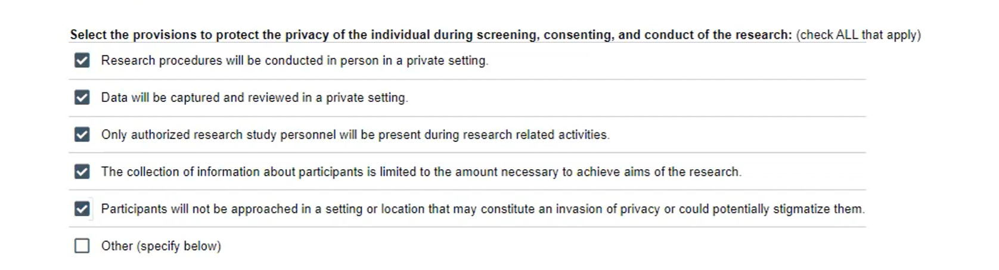 Select the provisions to protect the privacy of the individual during screening, consenting, and conduct of the research: (check ALL that apply)
Research procedures will be conducted in person in a private setting.
Data will be captured and reviewed in a private setting.
Only authorized research study personnel will be present during research related activities.
The collection of information about participants is limited to the amount necessary to achieve aims of the research.
Participants will not be approached in a setting or location that may constitute an invasion of privacy or could potentially stigmatize them.
Other (specify below)